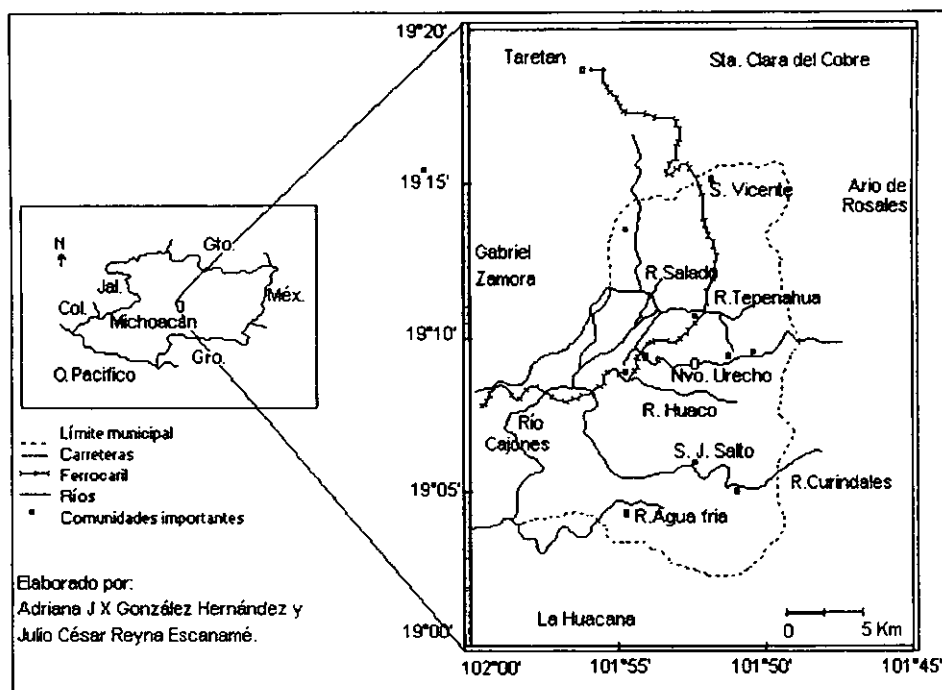 N
Gto.
Jal.
Méx.
Col.
Michoacán
Gro.
O. Pacífico
Límite municipal
Carreteras
Ferrocaril
Ríos
Comunidades importantes
Elaborado por:
Adriana J X González Hernández y
Julio César Reyna Escanamé.
19°20'
19°15'
19°10'
19°05'
19°00'
Taretan
Sta. Clara del Cobre
S. Vicente
Ario de
Rosales
Gabriel
Zamora
R.Salado
R.Tepenahua
Nvo. Urecho
R. Huaco
Río
Cajones
S. J. Salto
R.Curindales
R.Agua fria
La Huacana
0 5 Km
102°00' 101°55' 101°50' 101°45'